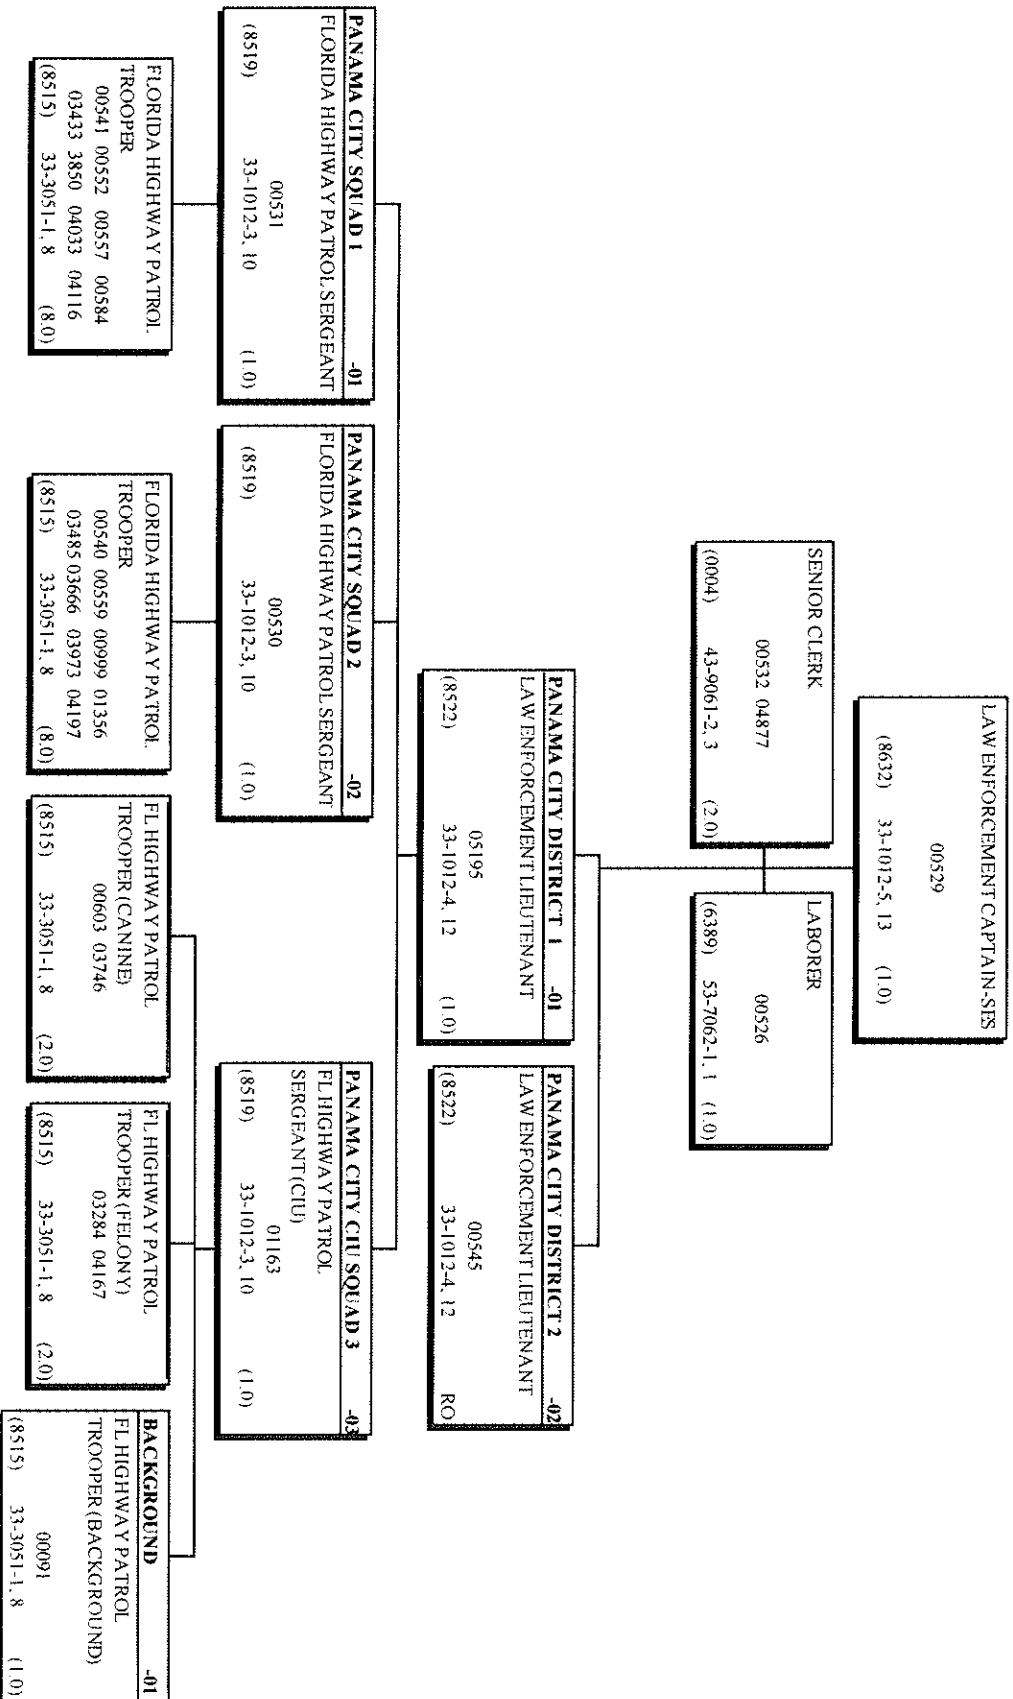 LAW ENFORCEMENT CAPTAIN-SES
00529
(8632) 33-1012-5, 13 (1.0)
SENIOR CLERK
00532 04877
(0004) 43-9061-2, 3 (2.0)
LABORER
00526
(6389) 53-7062-1, 1 (1.0)
PANAMA CITY DISTRICT 1 -01
LAW ENFORCEMENT LIEUTENANT
05195
(8522) 33-1012-4, 12 (1.0)
PANAMA CITY DISTRICT 2 -02
LAW ENFORCEMENT LIEUTENANT
00545
(8522) 33-1012-4, 12 RO
PANAMA CITY SQUAD 1 -01
FLORIDA HIGHWAY PATROL SERGEANT
00531
(8519) 33-1012-3, 10 (1.0)
PANAMA CITY SQUAD 2 -02
FLORIDA HIGHWAY PATROL SERGEANT
00530
(8519) 33-1012-3, 10 (1.0)
PANAMA CITY CIU SQUAD 3 -03
FL HIGHWAY PATROL
SERGEANT (CIU)
01163
(8519) 33-1012-3, 10 (1.0)
FLORIDA HIGHWAY PATROL
TROOPER
00541 00552 00557 00584
03433 3850 04033 04116
(8515) 33-3051-1, 8 (8.0)
FLORIDA HIGHWAY PATROL
TROOPER
00540 00559 00999 01356
03485 03666 03973 04197
(8515) 33-3051-1, 8 (8.0)
FL HIGHWAY PATROL
TROOPER (CANINE)
00603 03746
(8515) 33-3051-1, 8 (2.0)
FL HIGHWAY PATROL
TROOPER (FELONY)
03284 04167
(8515) 33-3051-1, 8 (2.0)
BACKGROUND -01
FL HIGHWAY PATROL
TROOPER (BACKGROUND)
00091
(8515) 33-3051-1, 8 (1.0)